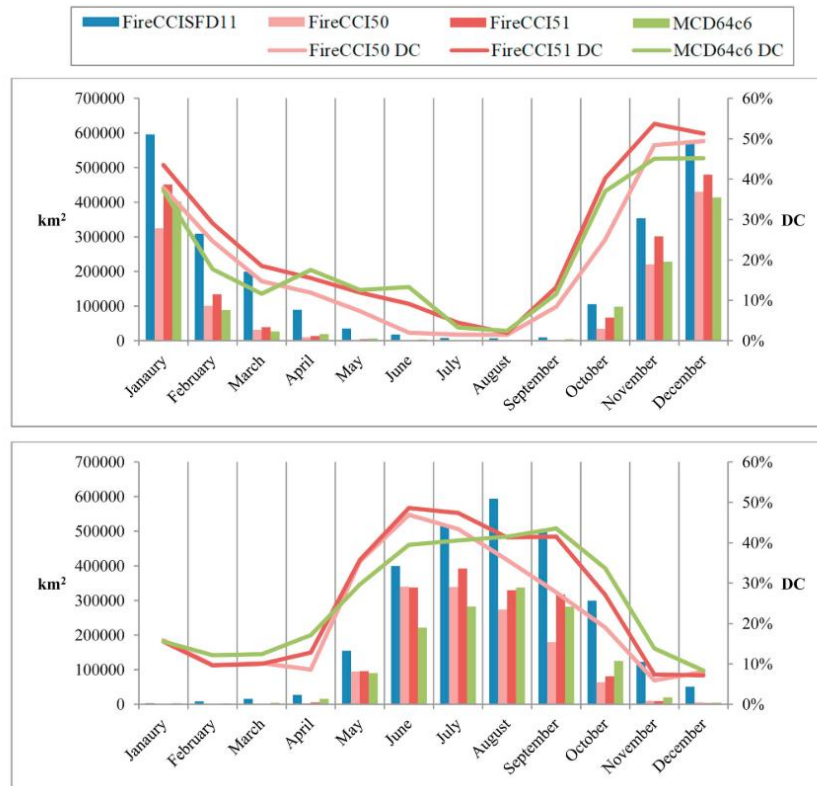 FireCCISFD11 FireCCI50 FireCCI51 MCD64c6
FireCCI50 DC FireCCI51 DC MCD64c6 DC
700000 60%
600000 50%
500000 40%
400000
km² 30% DC
300000
200000 20%
100000 10%
0 0%
Janaury February March April May June July August September October November December
700000 60%
600000 50%
500000 40%
400000
km² 30% DC
300000
200000 20%
100000 10%
0 0%
Janaury February March April May June July August September October November December